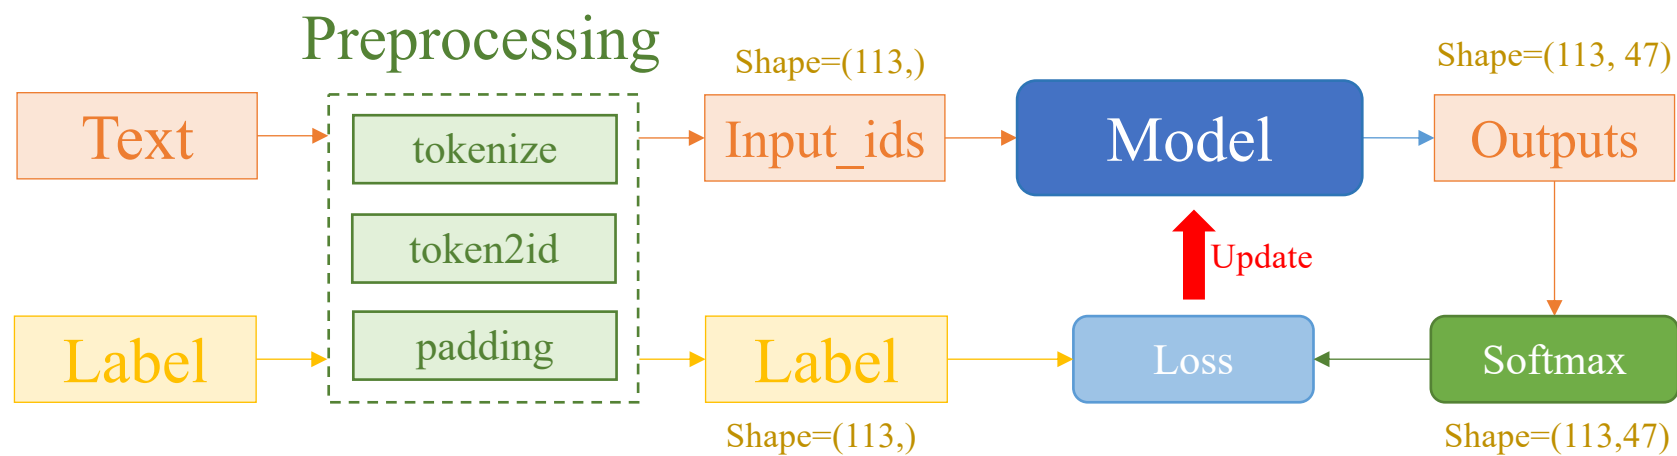 Preprocessing
Shape=(113,)
Shape=(113, 47)
Text
tokenize
Input_ids
Model
Outputs
token2id
Update
Label
padding
Label
Loss
Softmax
Shape=(113,)
Shape=(113,47)